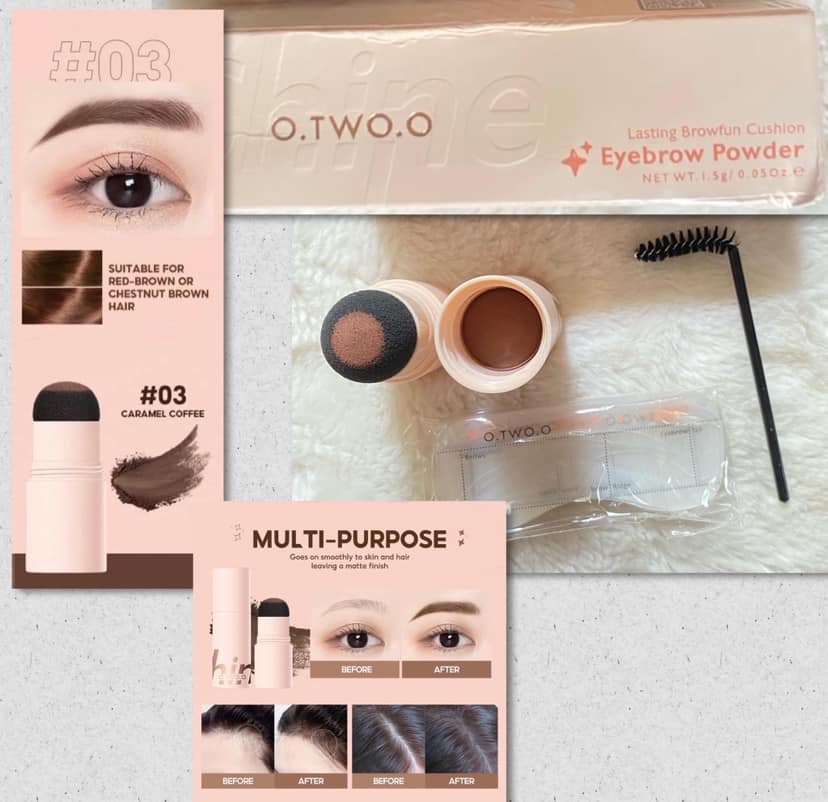 #03
SUITABLE FOR
RED-BROWN OR
CHESTNUT BROWN
HAIR
#03
CARAMEL COFFEE
Shine
O.TWO.O
Lasting Browfun Cushion
Eyebrow Powder
NET WT. 1.5g/ 0.05Oz. e
O.TWO.O
MULTI-PURPOSE
Goes on smoothly to skin and hair
leaving a matte finish
BEFORE
AFTER
BEFORE
AFTER
BEFORE
AFTER